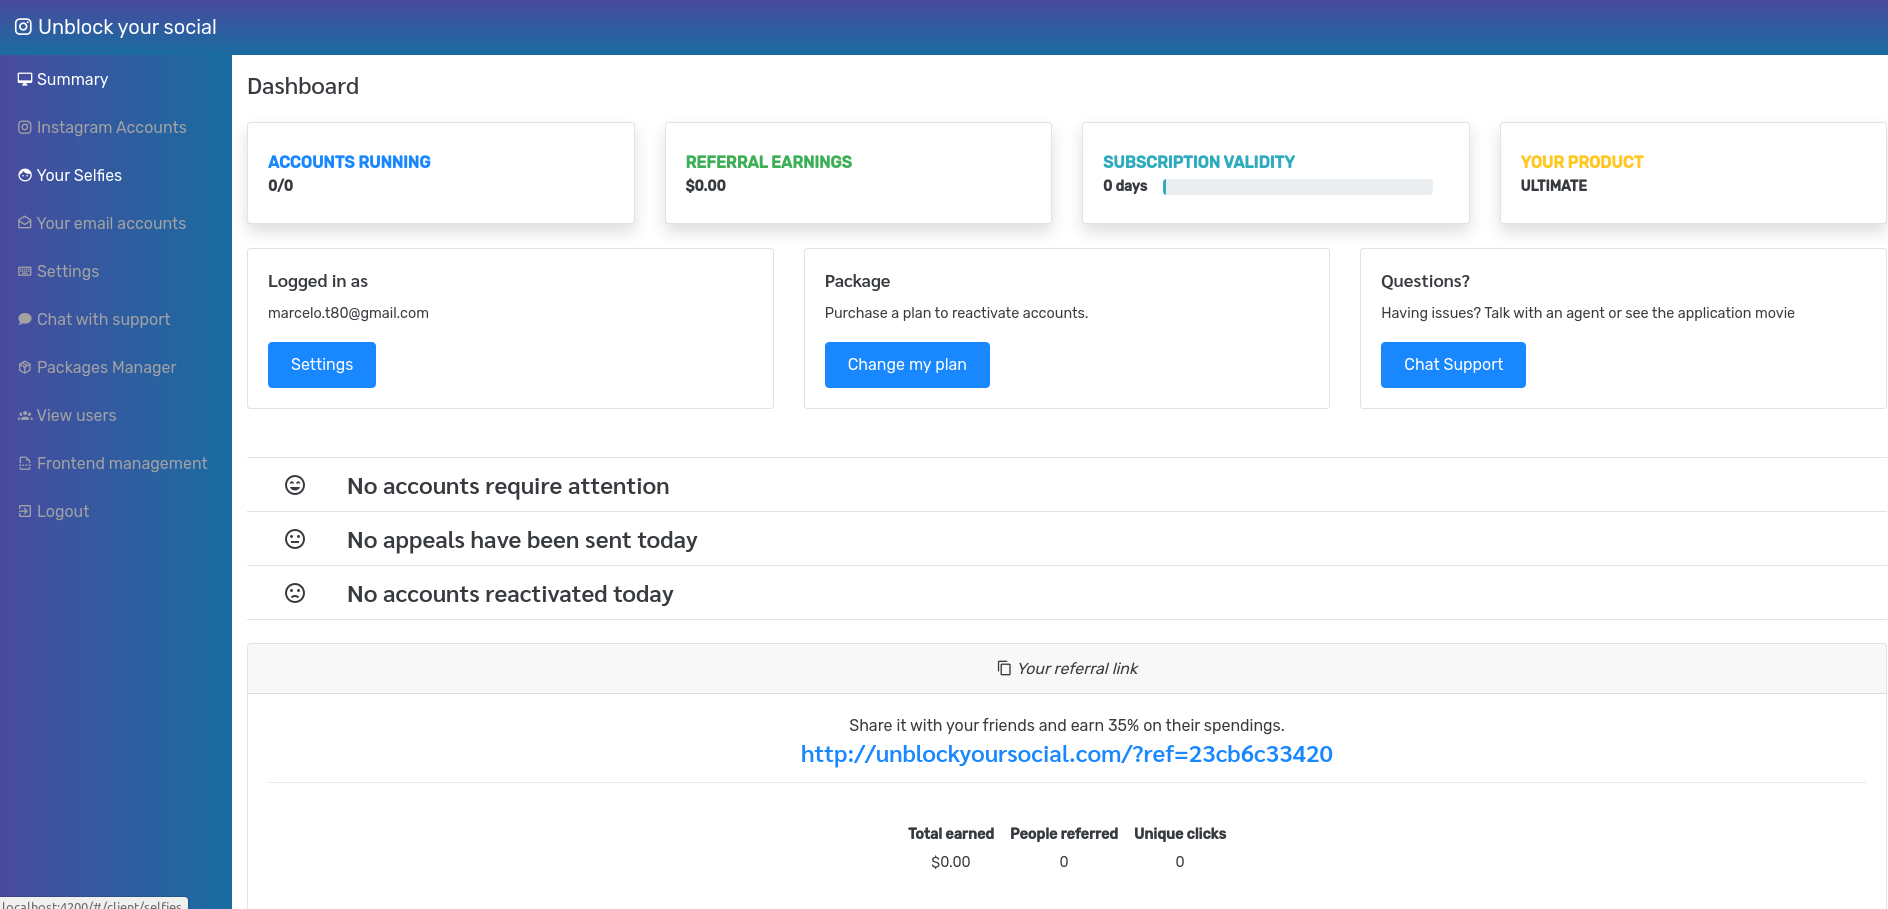 Unblock your social
Summary
Instagram Accounts
Your Selfies
Your email accounts
Settings
Chat with support
Packages Manager
View users
Frontend management
Logout
Dashboard
ACCOUNTS RUNNING
0/0
REFERRAL EARNINGS
$0.00
SUBSCRIPTION VALIDITY
0 days
YOUR PRODUCT
ULTIMATE
Logged in as
marcelo.t80@gmail.com
Settings
Package
Purchase a plan to reactivate accounts.
Change my plan
Questions?
Having issues? Talk with an agent or see the application movie
Chat Support
No accounts require attention
No appeals have been sent today
No accounts reactivated today
Your referral link
Share it with your friends and earn 35% on their spendings.
http://unblockyoursocial.com/?ref=23cb6c33420
Total earned People referred Unique clicks
$0.00 0 0
localhost:4200/#/client/selfies